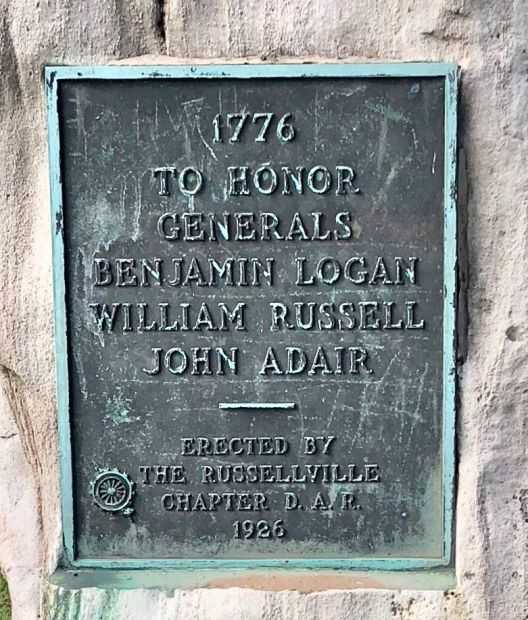 1776
TO HONOR
GENERALS
BENJAMIN LOGAN
WILLIAM RUSSELL
JOHN ADAIR
ERECTED BY
THE RUSSELLVILLE
CHAPTER D.A.R.
1926